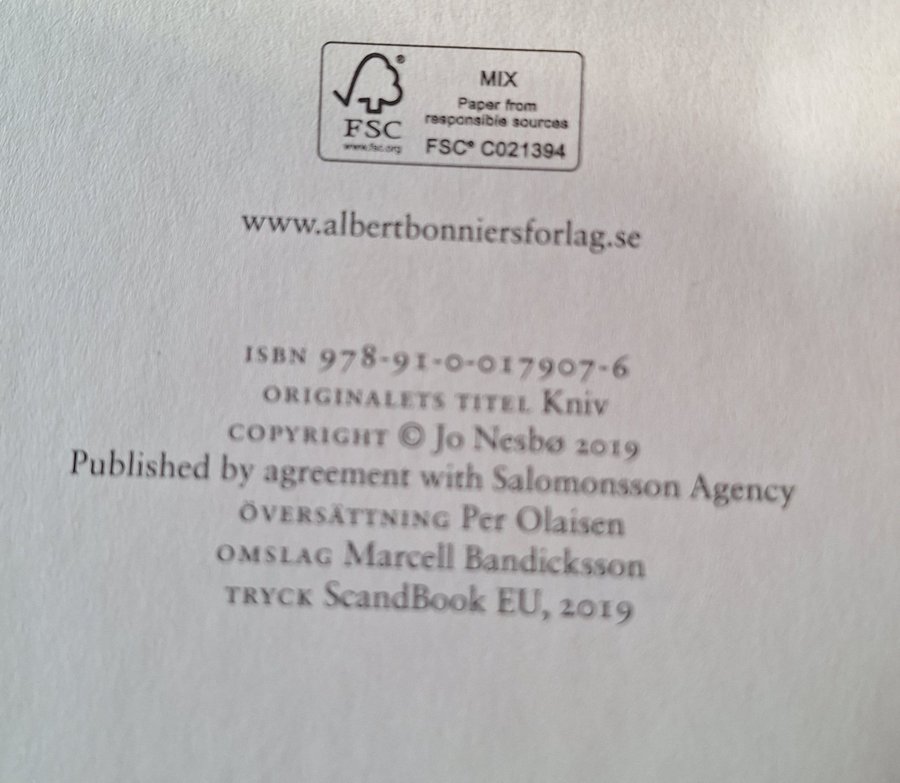 MIX
Paper from
responsible sources
FSC® C021394
FSC
www.fsc.org
www.albertbonniersforlag.se
ISBN 978-91-0-017907-6
ORIGINALETS TITEL Kniv
COPYRIGHT © Jo Nesbø 2019
Published by agreement with Salomonsson Agency
ÖVERSÄTTNING Per Olaisen
OMSLAG Marcell Bandicksson
TRYCK ScandBook EU, 2019